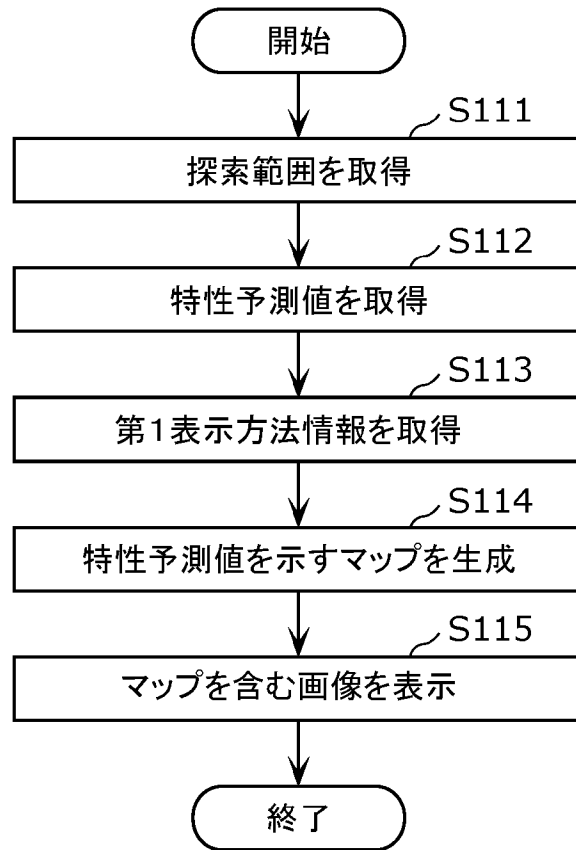 開始
S111
探索範囲を取得
S112
特性予測値を取得
S113
第1表示方法情報を取得
S114
特性予測値を示すマップを生成
S115
マップを含む画像を表示
終了